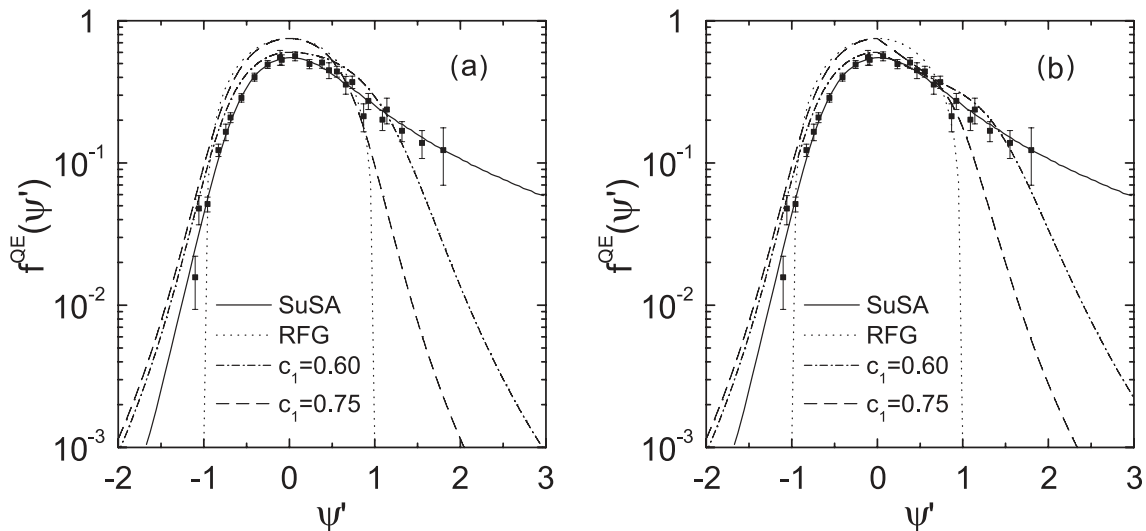 (a)
1
10⁻¹
10⁻²
10⁻³
f^QE(ψ')
SuSA
RFG
c₁=0.60
c₁=0.75
-2 -1 0 1 2 3
ψ'
(b)
1
10⁻¹
10⁻²
10⁻³
f^QE(ψ')
SuSA
RFG
c₁=0.60
c₁=0.75
-2 -1 0 1 2 3
ψ'